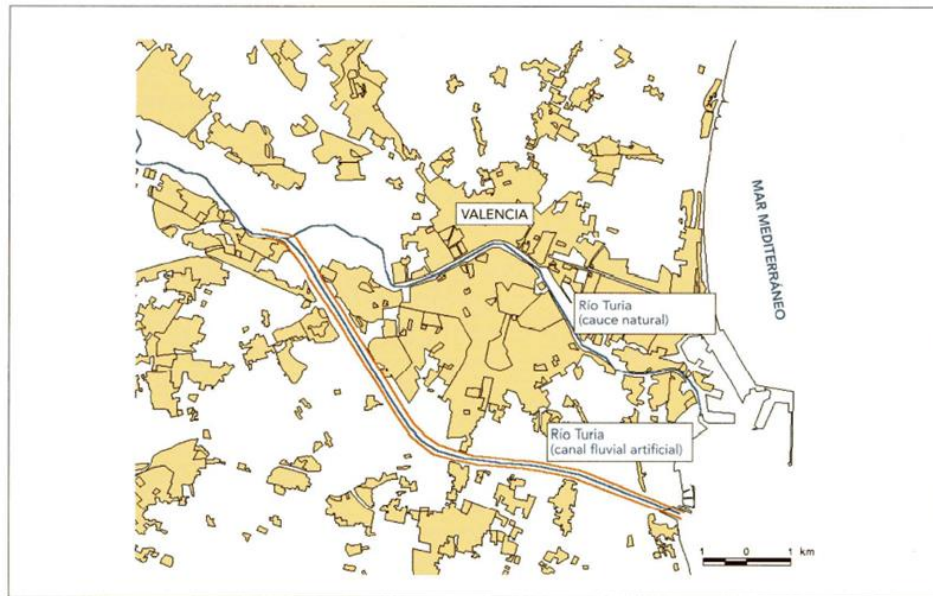 VALENCIA
MAR MEDITERRÁNEO
Río Turia
(cauce natural)
Río Turia
(canal fluvial artificial)
1 0 1 km